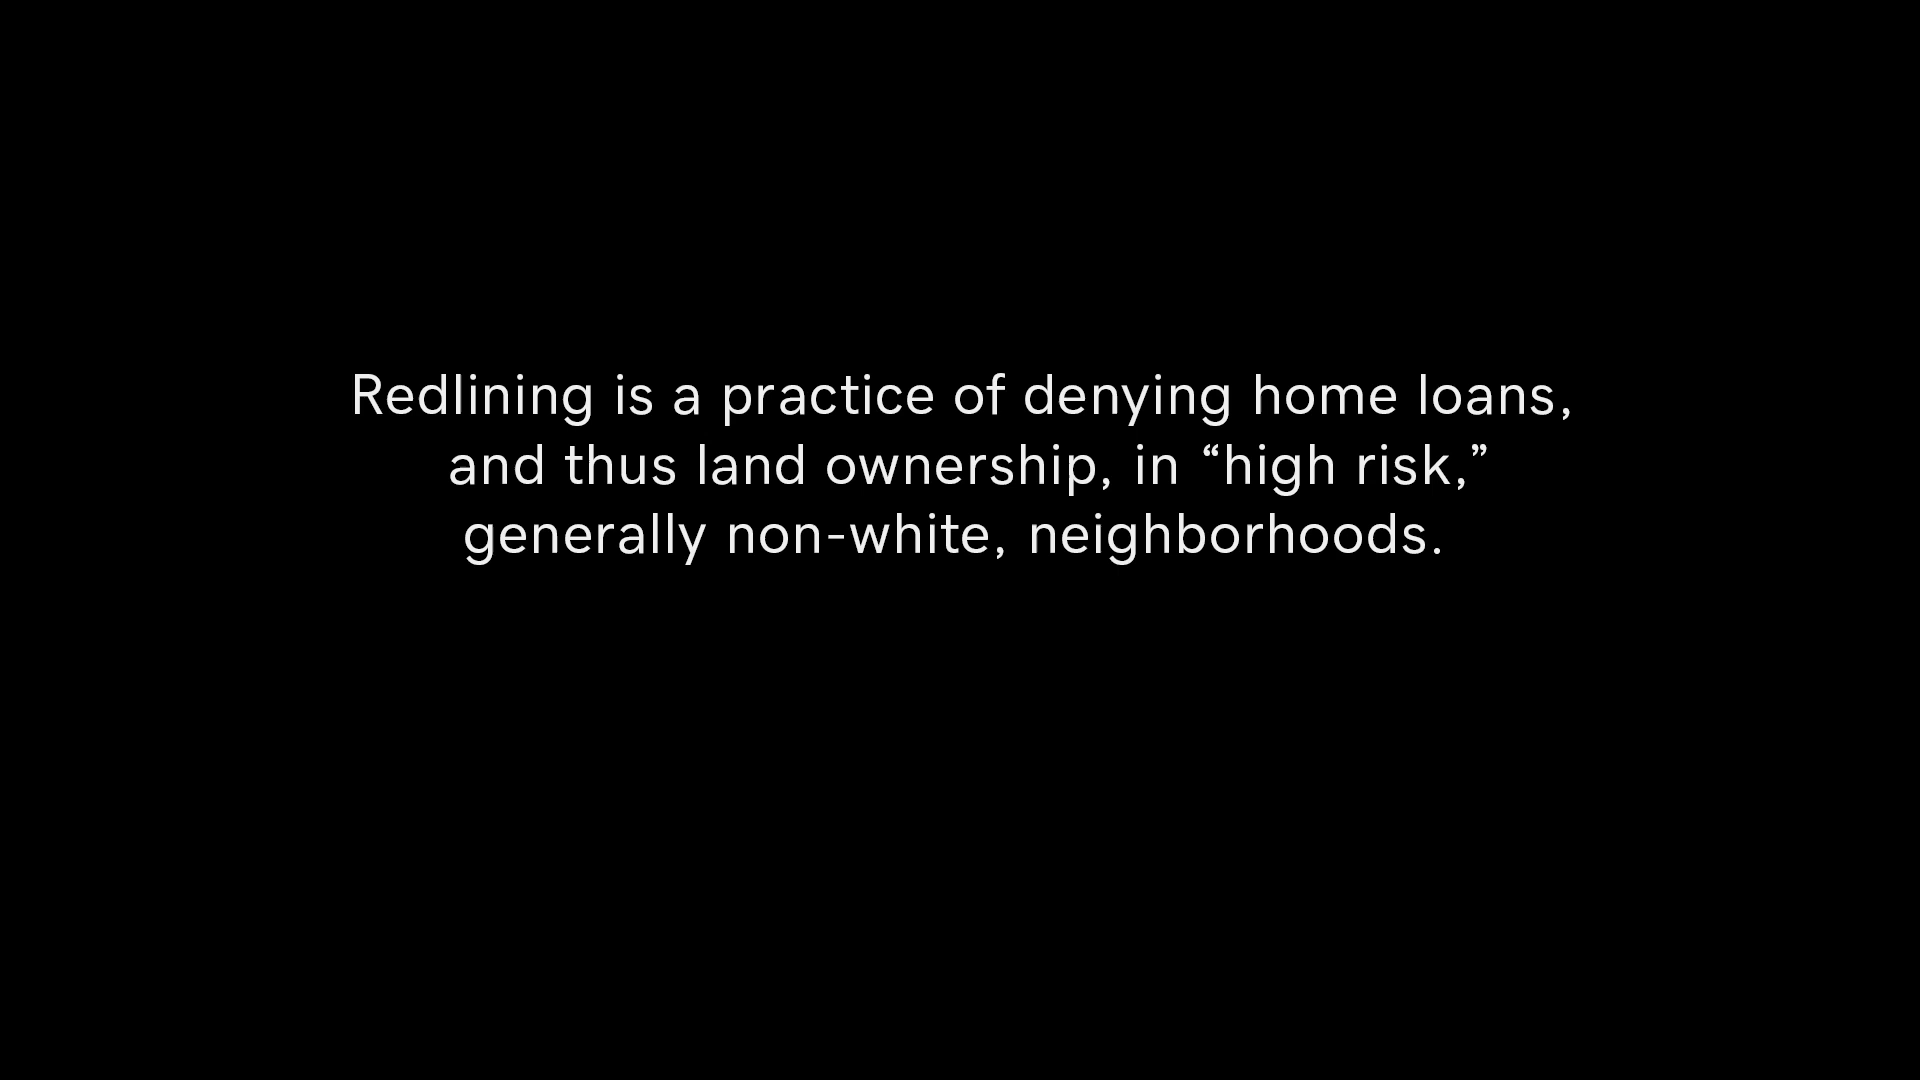 Redlining is a practice of denying home loans,
and thus land ownership, in “high risk,”
generally non-white, neighborhoods.